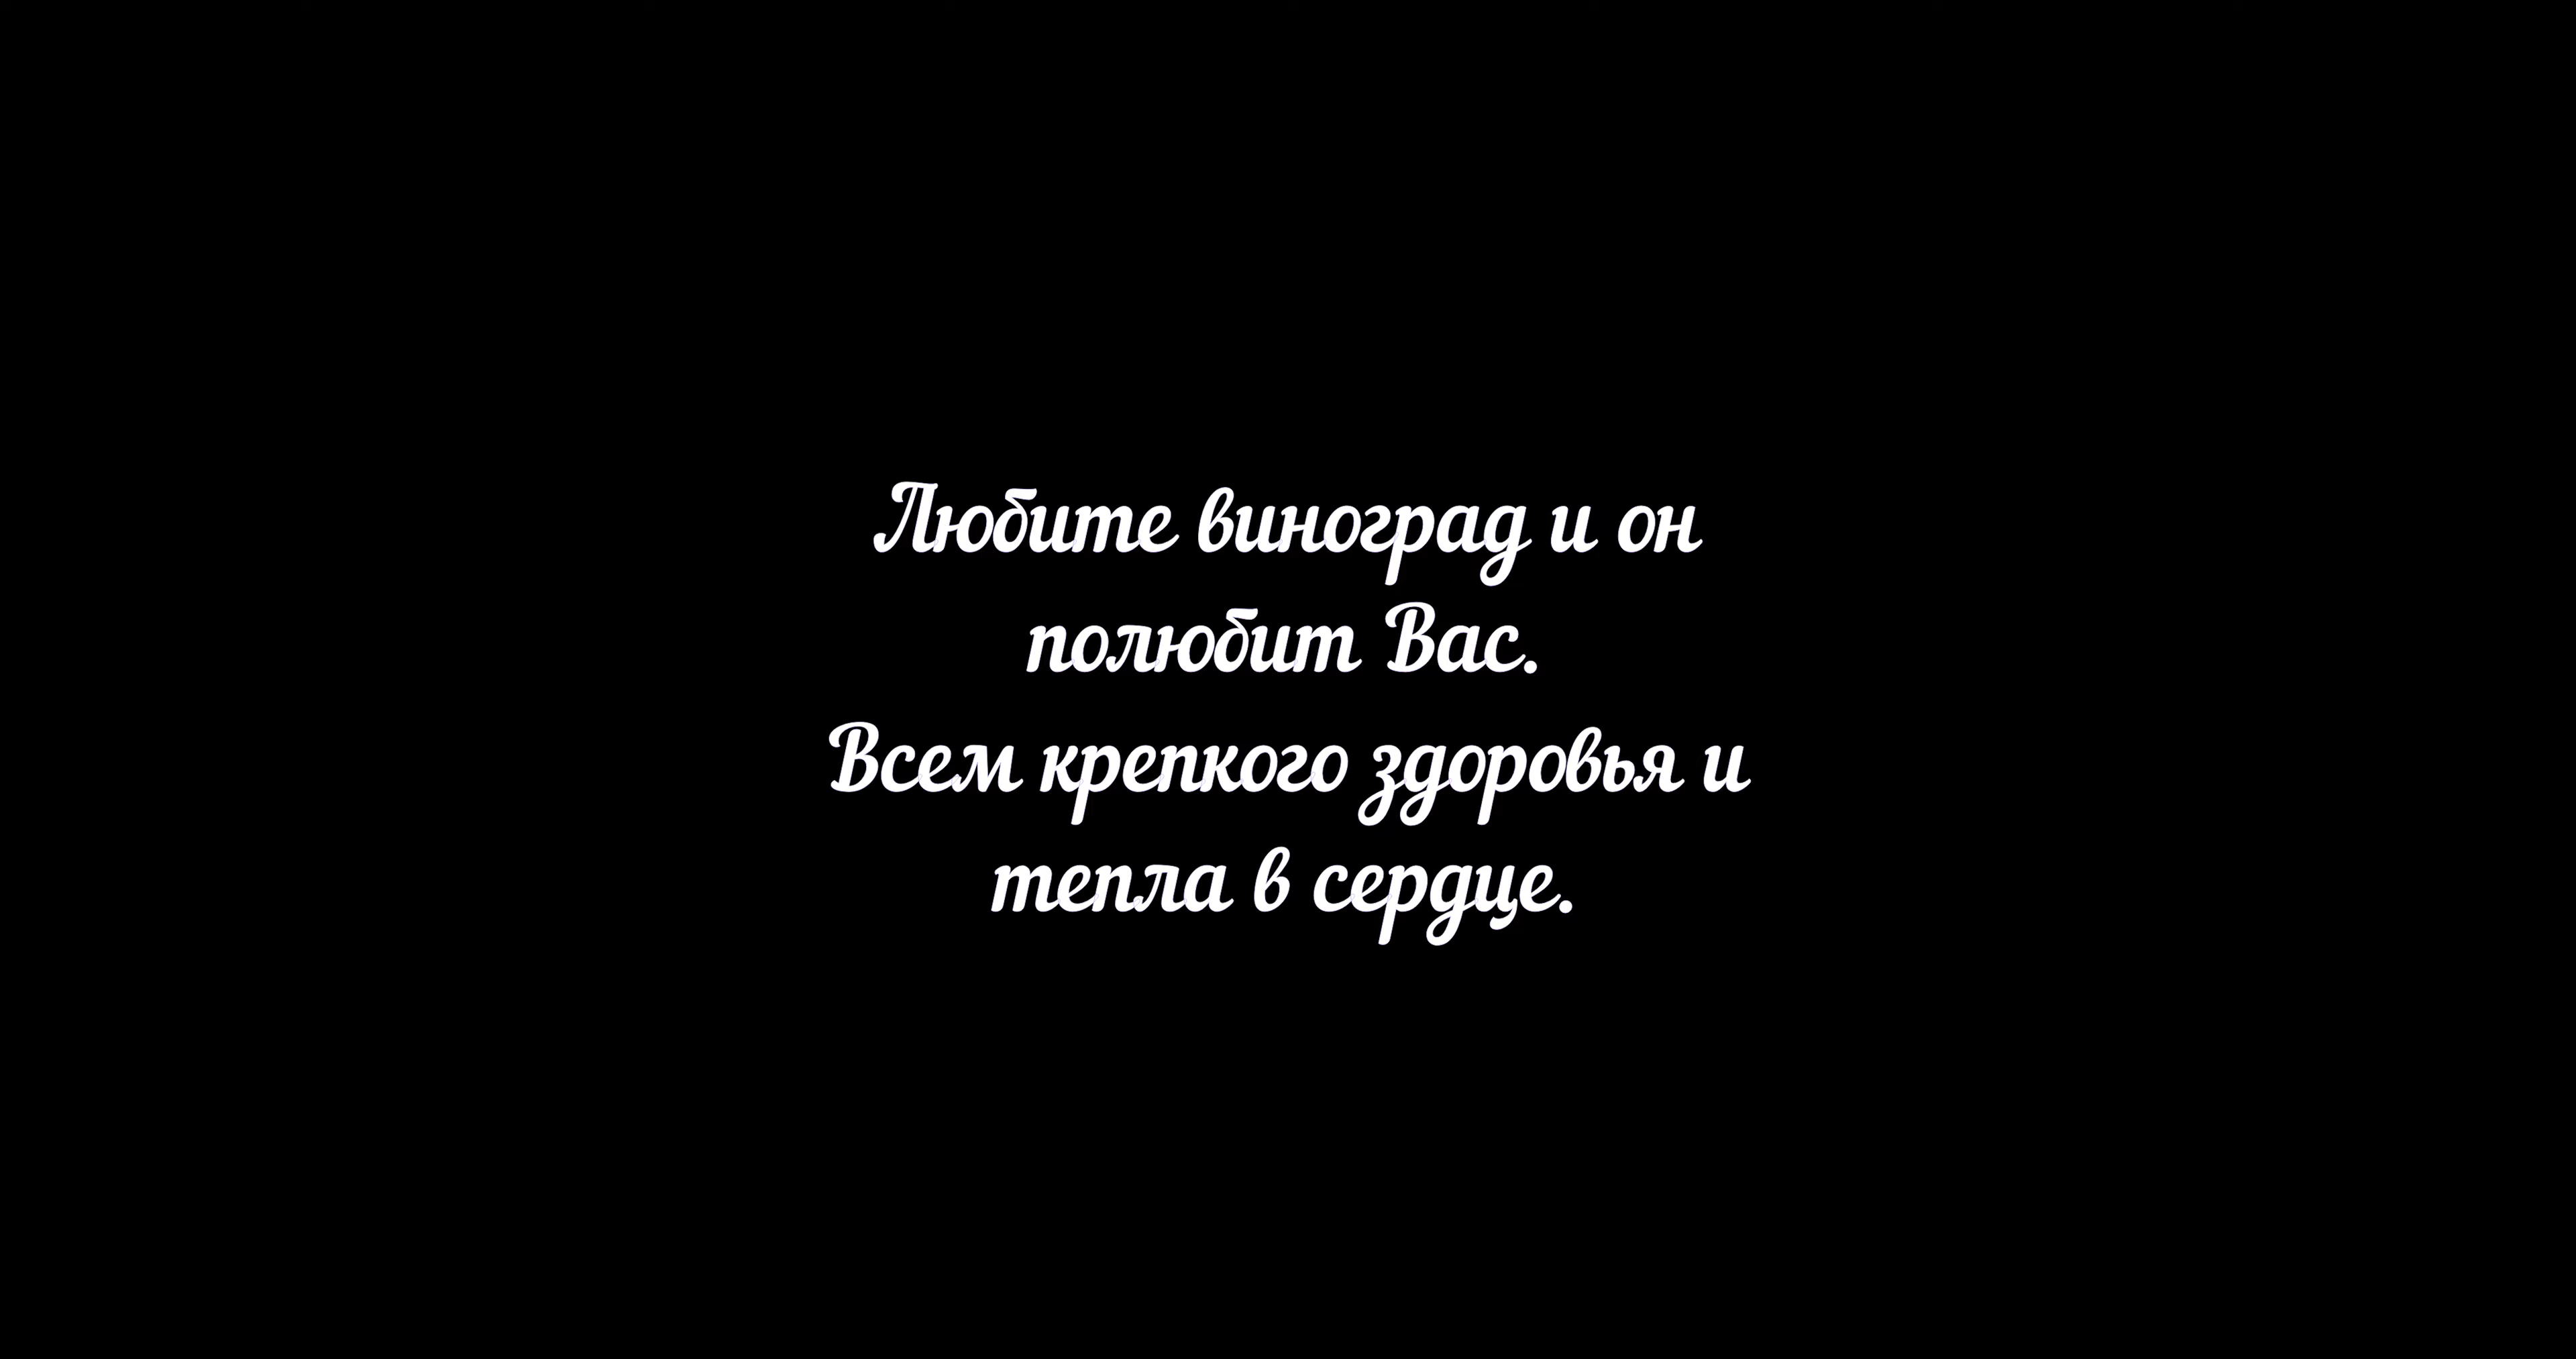 Любите виноград и он
полюбит Вас.
Всем крепкого здоровья и
тепла в сердце.